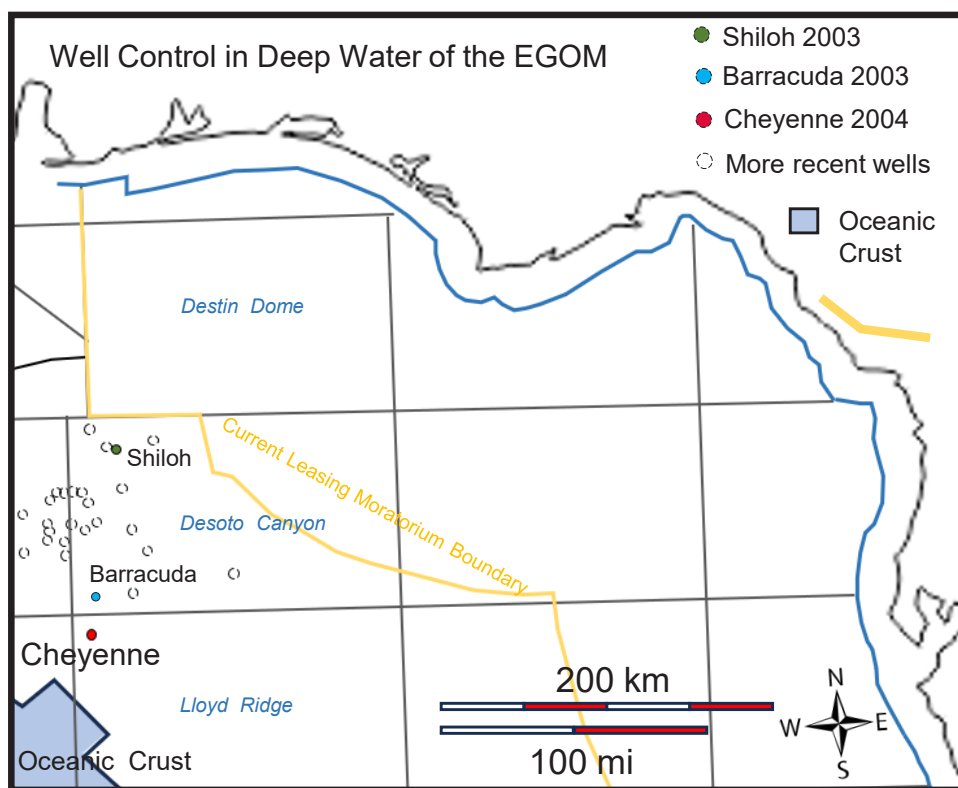 Well Control in Deep Water of the EGOM
Shiloh 2003
Barracuda 2003
Cheyenne 2004
More recent wells
Oceanic
Crust
Destin Dome
Current Leasing Moratorium Boundary
Shiloh
Desoto Canyon
Barracuda
Cheyenne
Lloyd Ridge
200 km
100 mi
N
W
E
S
Oceanic Crust